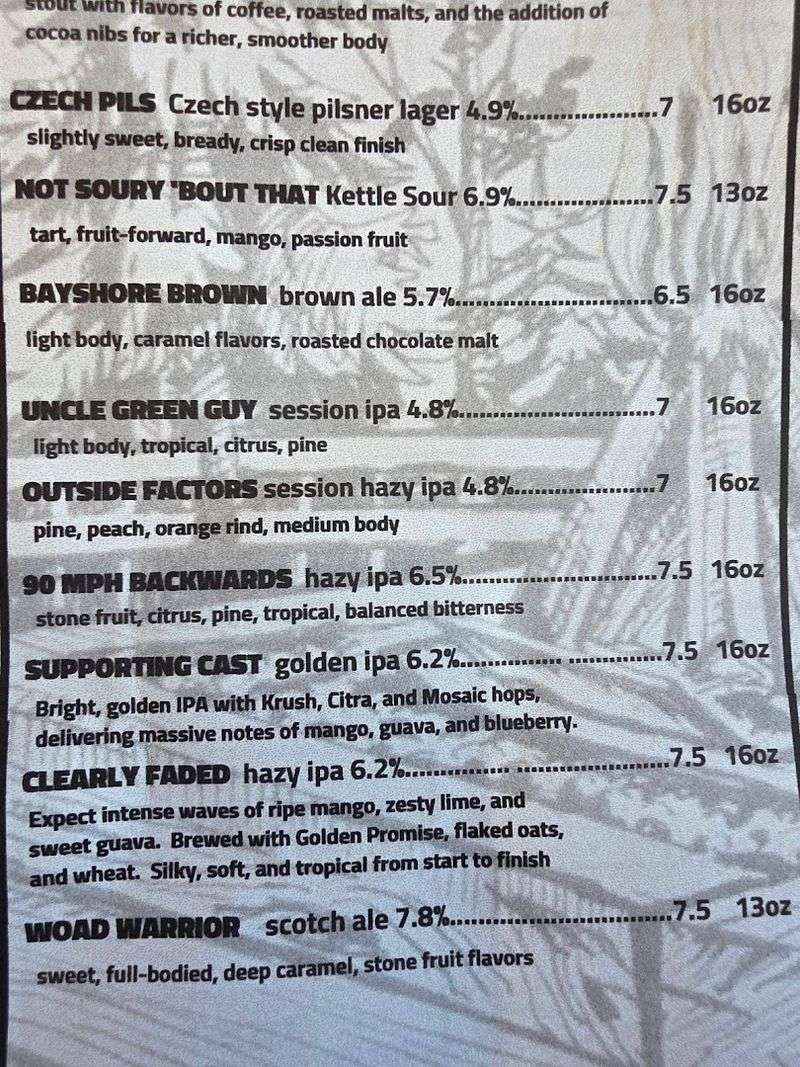 stout with flavors of coffee, roasted malts, and the addition of
cocoa nibs for a richer, smoother body
CZECH PILS Czech style pilsner lager 4.9%.....................7 16oz
slightly sweet, bready, crisp clean finish
NOT SOURY 'BOUT THAT Kettle Sour 6.9%.....................7.5 13oz
tart, fruit-forward, mango, passion fruit
BAYSHORE BROWN brown ale 5.7%..............................6.5 16oz
light body, caramel flavors, roasted chocolate malt
UNCLE GREEN GUY session ipa 4.8%..............................7 16oz
light body, tropical, citrus, pine
OUTSIDE FACTORS session hazy ipa 4.8%.....................7 16oz
pine, peach, orange rind, medium body
90 MPH BACKWARDS hazy ipa 6.5%..............................7.5 16oz
stone fruit, citrus, pine, tropical, balanced bitterness
SUPPORTING CAST golden ipa 6.2%................ ...............7.5 16oz
Bright, golden IPA with Krush, Citra, and Mosaic hops,
delivering massive notes of mango, guava, and blueberry.
CLEARLY FADED hazy ipa 6.2%................ .......................7.5 16oz
Expect intense waves of ripe mango, zesty lime, and
sweet guava. Brewed with Golden Promise, flaked oats,
and wheat. Silky, soft, and tropical from start to finish
WOAD WARRIOR scotch ale 7.8%..................................7.5 13oz
sweet, full-bodied, deep caramel, stone fruit flavors